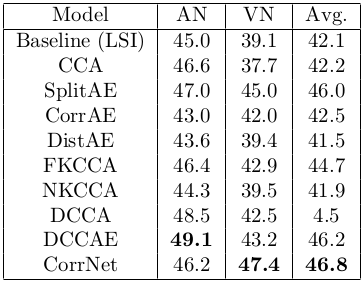 Model AN VN Avg.
Baseline (LSI) 45.0 39.1 42.1
CCA 46.6 37.7 42.2
SplitAE 47.0 45.0 46.0
CorrAE 43.0 42.0 42.5
DistAE 43.6 39.4 41.5
FKCCA 46.4 42.9 44.7
NKCCA 44.3 39.5 41.9
DCCA 48.5 42.5 4.5
DCCAE 49.1 43.2 46.2
CorrNet 46.2 47.4 46.8